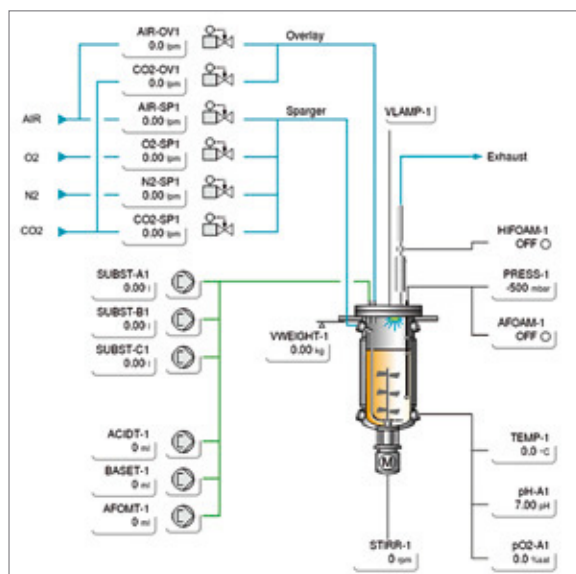 AIR-OV1
0.0 lpm
Overlay
CO2-OV1
0.0 lpm
AIR
AIR-SP1
0.00 lpm
Sparger
VLAMP-1
O2
O2-SP1
0.00 lpm
Exhaust
N2
N2-SP1
0.00 lpm
CO2
CO2-SP1
0.00 lpm
HIFOAM-1
OFF
SUBST-A1
0.00 l
PRESS-1
-500 mbar
SUBST-B1
0.00 l
AFOAM-1
OFF
VWEIGHT-1
0.00 kg
SUBST-C1
0.00 l
ACIDT-1
0 ml
TEMP-1
0.0 °C
BASET-1
0 ml
M
pH-A1
7.00 pH
AFOMT-1
0 ml
STIRR-1
0 rpm
pO2-A1
0.0 %sat